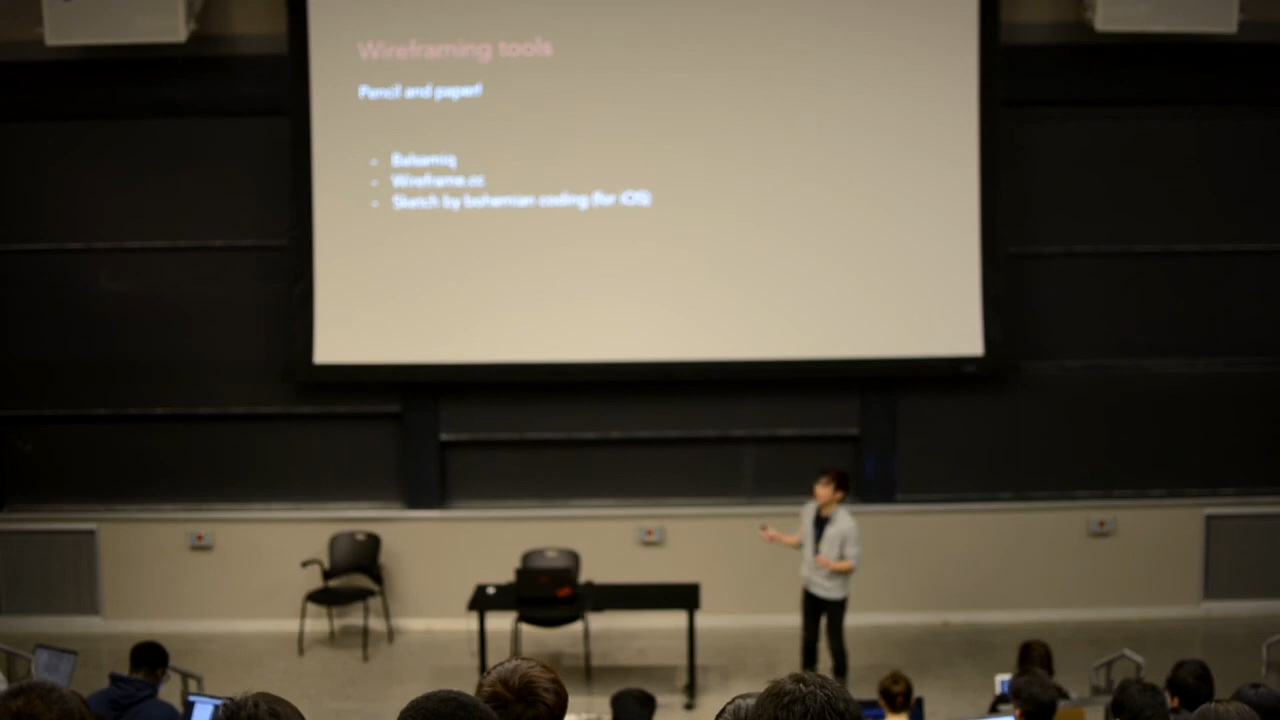 Wireframing tools
Pencil and paper!
- Balsamiq
- Wireframe.cc
- Sketch by bohemian coding (for iOS)